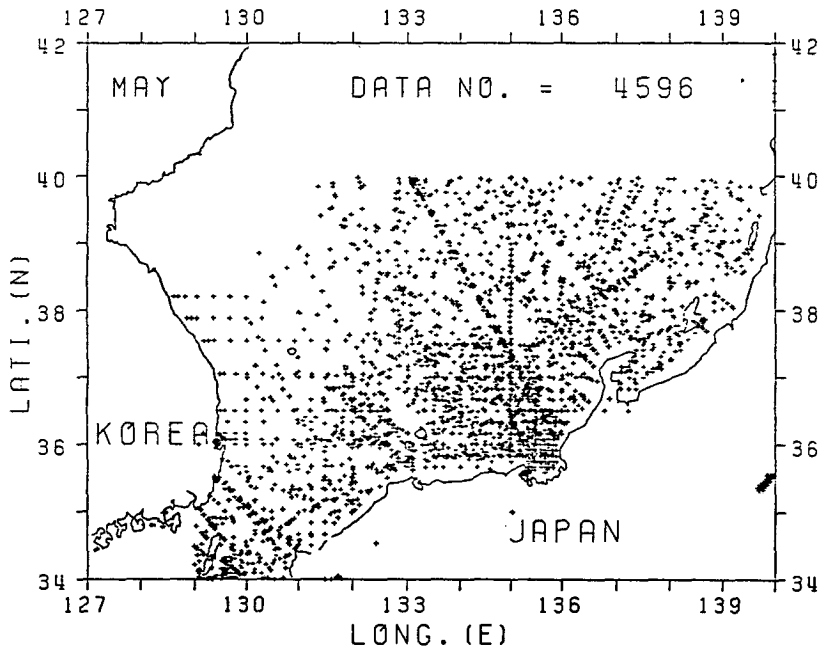 127 130 133 136 139
42 42
MAY DATA NO. = 4596
40 40
38 38
LATI. (N)
KOREA
36 36
JAPAN
34 34
127 130 133 136 139
LONG. (E)